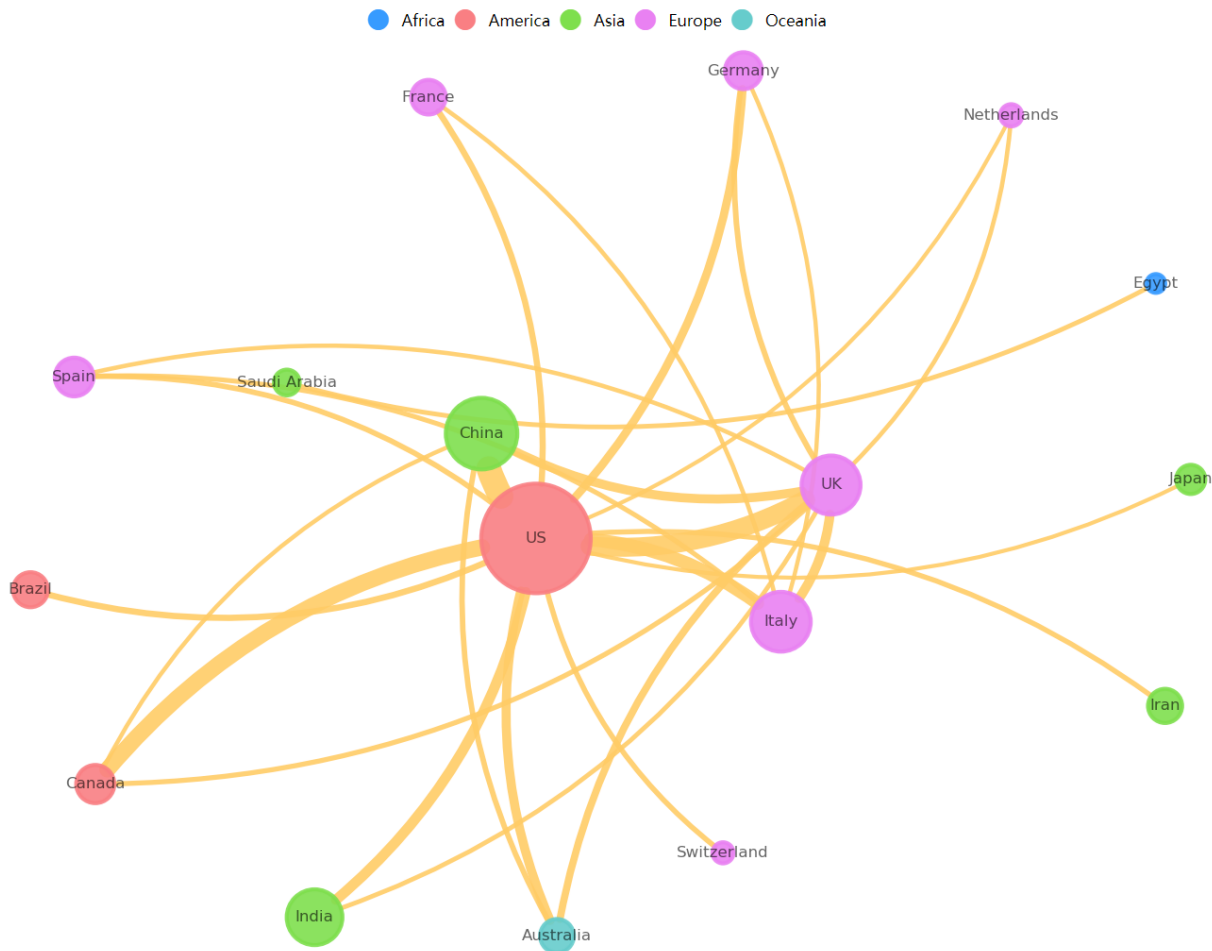 Africa America Asia Europe Oceania
Germany
France
Netherlands
Egypt
Spain
Saudi Arabia
China
Japan
UK
US
Brazil
Italy
Iran
Canada
Switzerland
India
Australia